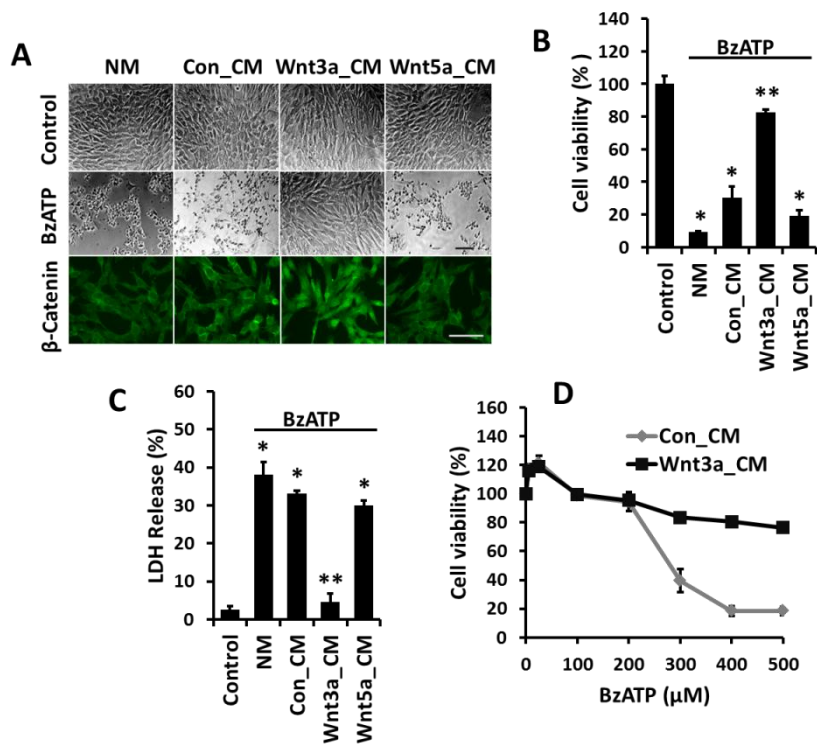 A
NM Con_CM Wnt3a_CM Wnt5a_CM
Control
BzATP
β-Catenin
B
BzATP
Cell viability (% )
120
100
80
60
40
20
0
*
*
**
*
Control
NM
Con_CM
Wnt3a_CM
Wnt5a_CM
C
BzATP
LDH Release (%)
60
50
40
30
20
10
0
*
*
**
*
Control
NM
Con_CM
Wnt3a_CM
Wnt5a_CM
D
Con_CM
Wnt3a_CM
Cell viability (%)
160
140
120
100
80
60
40
20
0
0 100 200 300 400 500
BzATP (µM)